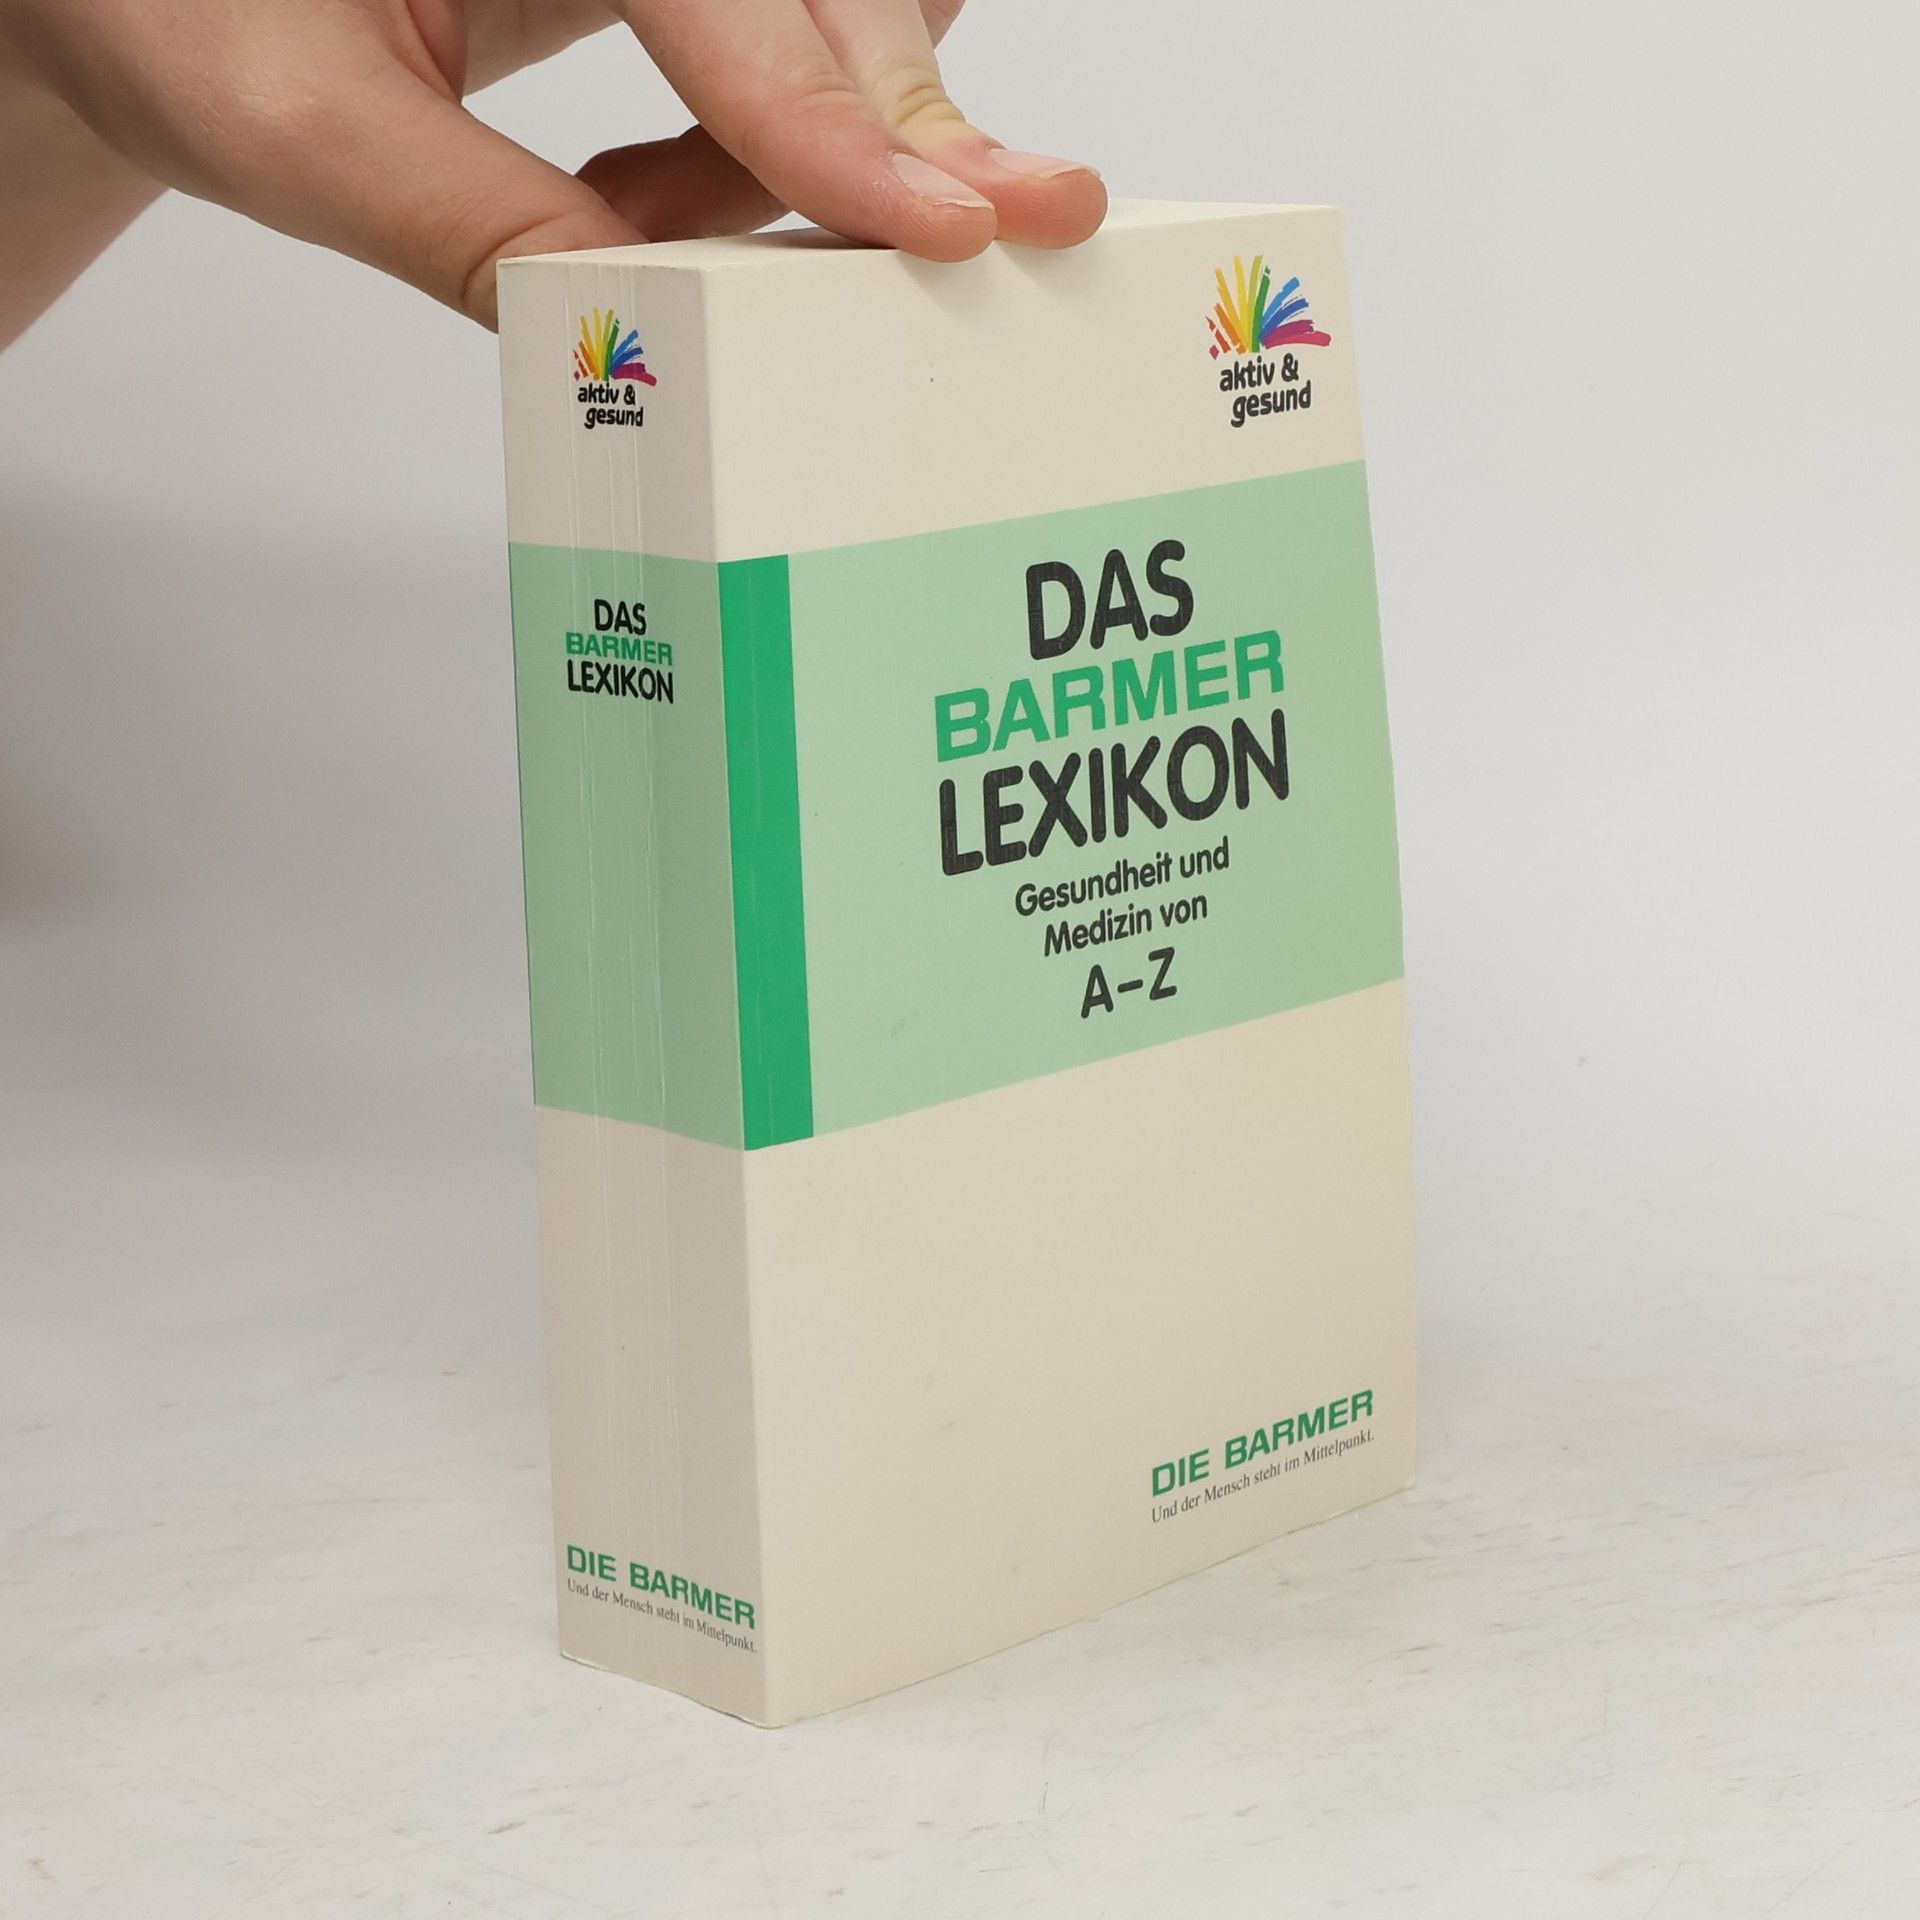 aktiv &
gesund
DAS
BARMER
LEXIKON
DIE BARMER
Und der Mensch steht im Mittelpunkt.
aktiv &
gesund
DAS
BARMER
LEXIKON
Gesundheit und
Medizin von
A–Z
DIE BARMER
Und der Mensch steht im Mittelpunkt.